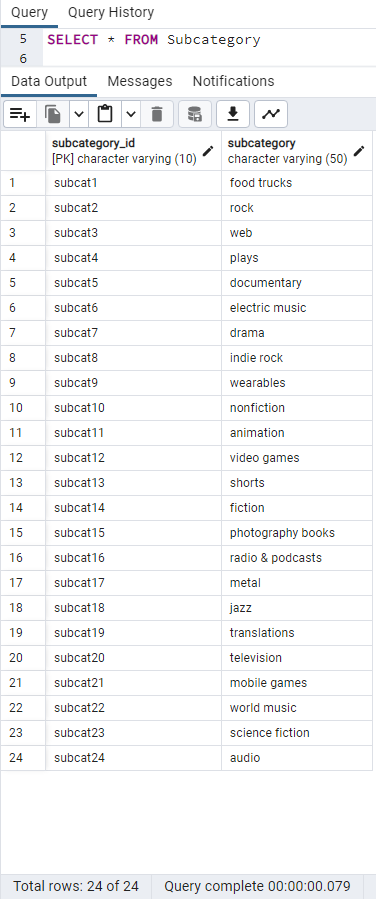 Query Query History
5 SELECT * FROM Subcategory
6
Data Output Messages Notifications
subcategory_id subcategory
[PK] character varying (10) character varying (50)
1 subcat1 food trucks
2 subcat2 rock
3 subcat3 web
4 subcat4 plays
5 subcat5 documentary
6 subcat6 electric music
7 subcat7 drama
8 subcat8 indie rock
9 subcat9 wearables
10 subcat10 nonfiction
11 subcat11 animation
12 subcat12 video games
13 subcat13 shorts
14 subcat14 fiction
15 subcat15 photography books
16 subcat16 radio & podcasts
17 subcat17 metal
18 subcat18 jazz
19 subcat19 translations
20 subcat20 television
21 subcat21 mobile games
22 subcat22 world music
23 subcat23 science fiction
24 subcat24 audio
Total rows: 24 of 24 Query complete 00:00:00.079